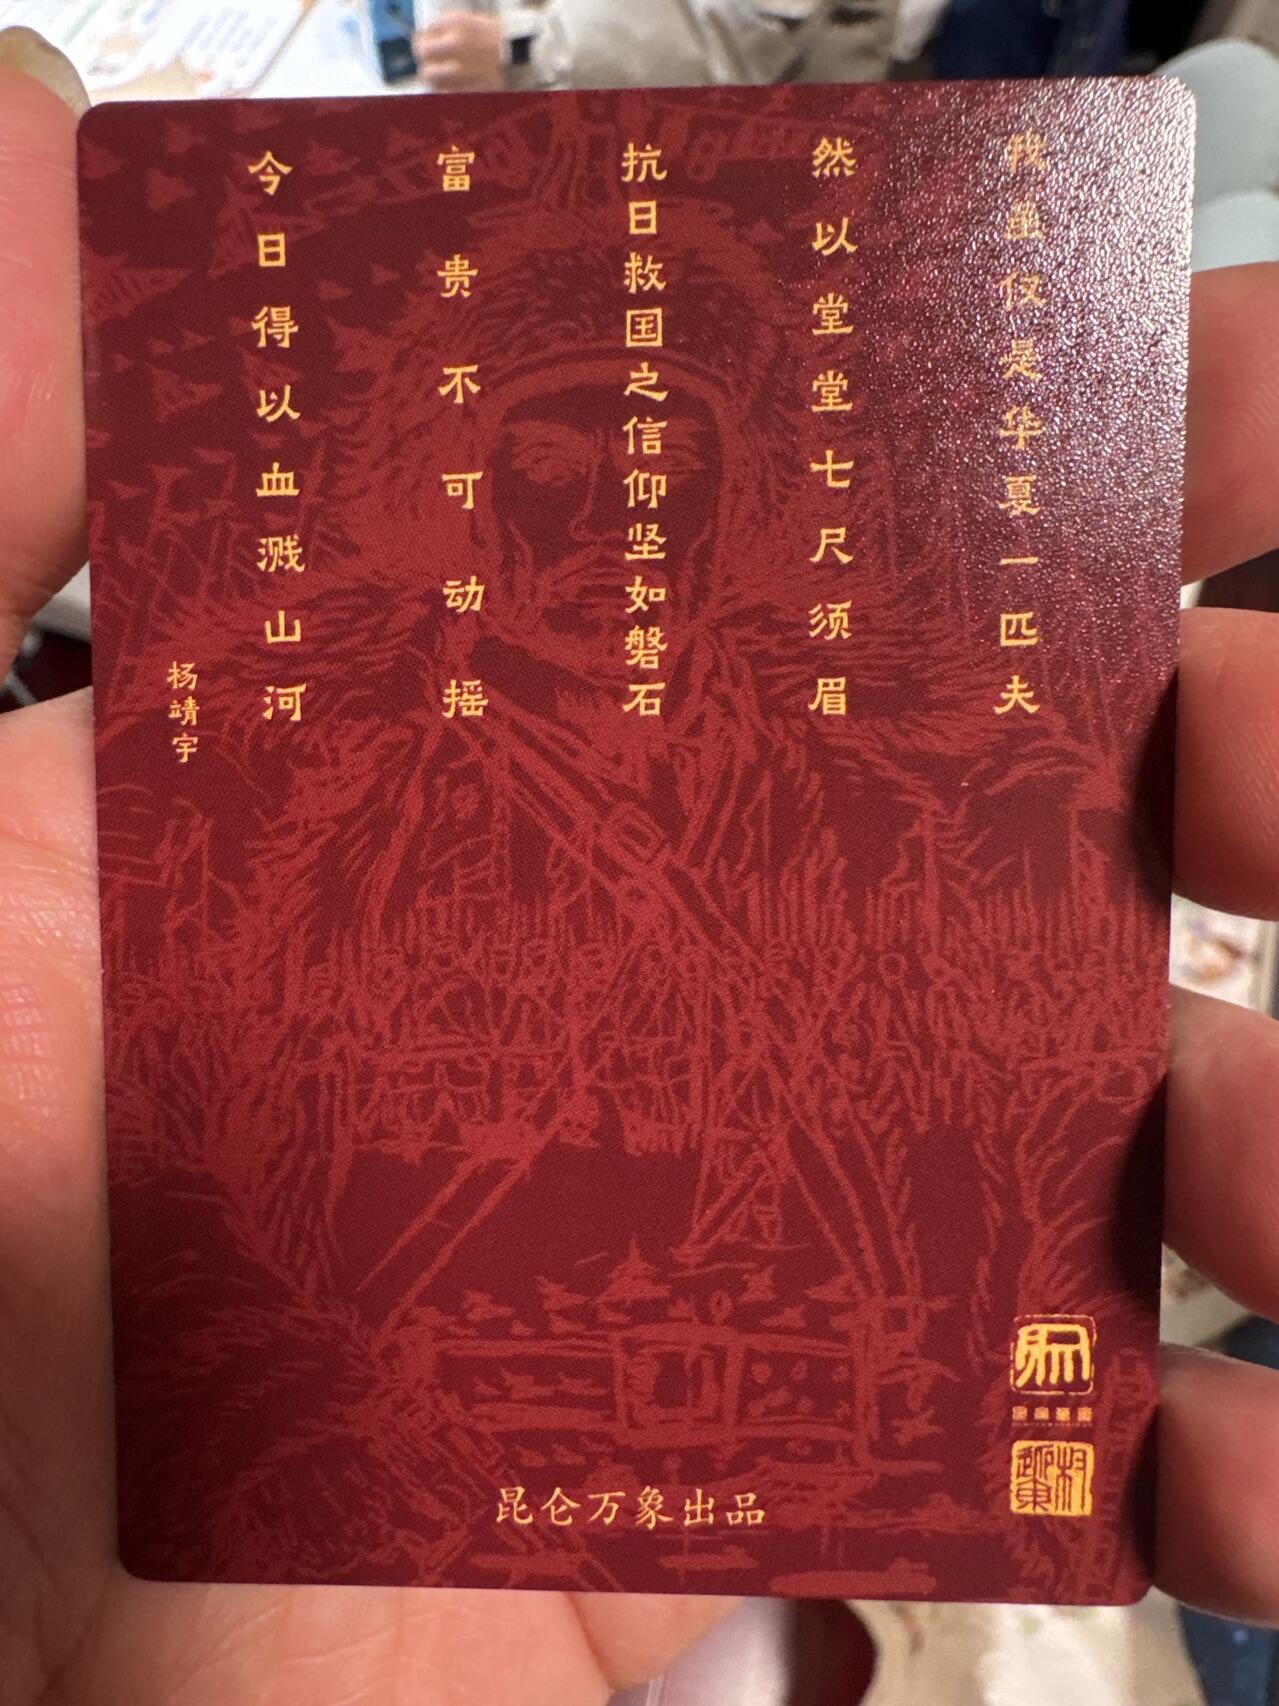 我虽仅是华夏一匹夫
然以堂堂七尺须眉
抗日救国之信仰坚如磐石
富贵不可动摇
今日得以血溅山河
杨靖宇
昆仑万象出品